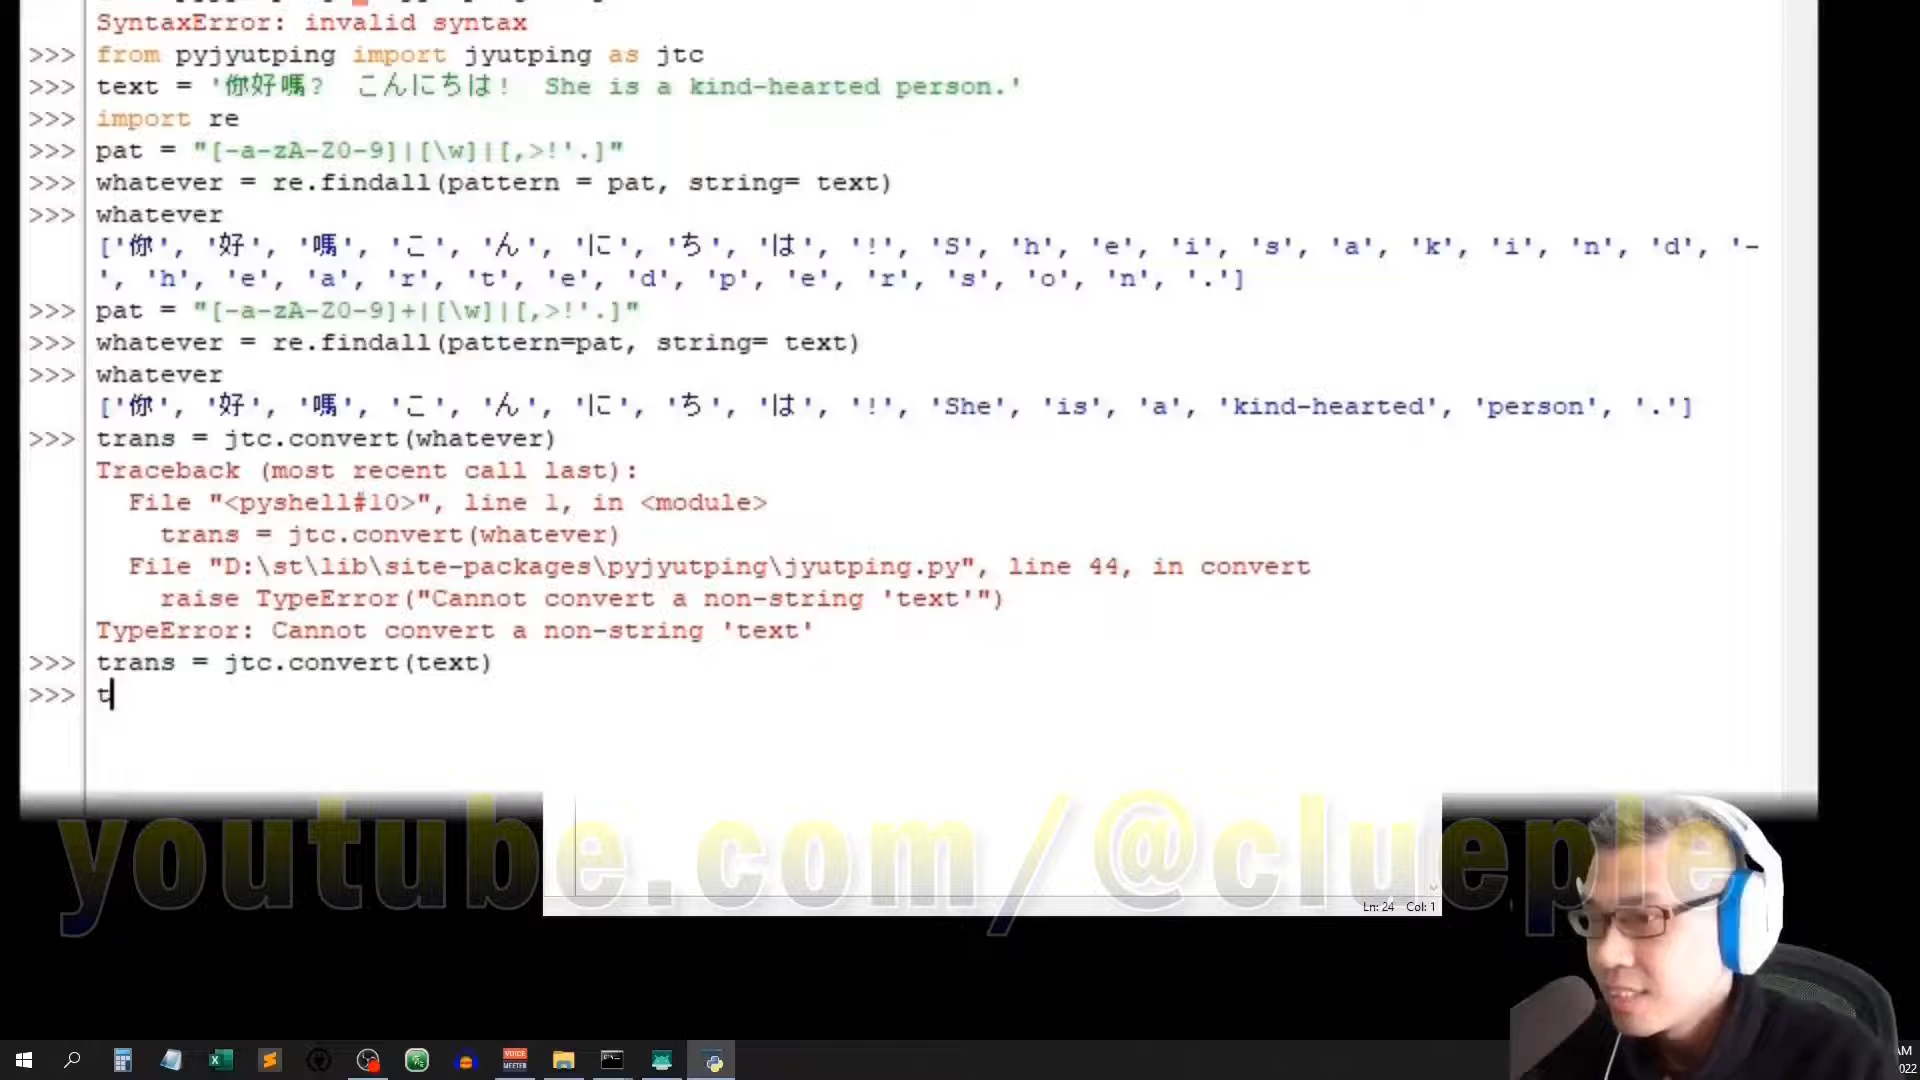 SyntaxError: invalid syntax
>>> from pyjyutping import jyutping as jtc
>>> text = '你好嗎? こんにちは! She is a kind-hearted person.'
>>> import re
>>> pat = "[-a-zA-Z0-9]|[\w]|[,>!'.]"
>>> whatever = re.findall(pattern = pat, string= text)
>>> whatever
['你', '好', '嗎', 'こ', 'ん', 'に', 'ち', 'は', '!', 'S', 'h', 'e', 'i', 's', 'a', 'k', 'i', 'n', 'd', '-
', 'h', 'e', 'a', 'r', 't', 'e', 'd', 'p', 'e', 'r', 's', 'o', 'n', '.']
>>> pat = "[-a-zA-Z0-9]+|[\w]|[,>!'.]"
>>> whatever = re.findall(pattern=pat, string= text)
>>> whatever
['你', '好', '嗎', 'こ', 'ん', 'に', 'ち', 'は', '!', 'She', 'is', 'a', 'kind-hearted', 'person', '.']
>>> trans = jtc.convert(whatever)
Traceback (most recent call last):
File "<pyshell#10>", line 1, in <module>
trans = jtc.convert(whatever)
File "D:\st\lib\site-packages\pyjyutping\jyutping.py", line 44, in convert
raise TypeError("Cannot convert a non-string 'text'")
TypeError: Cannot convert a non-string 'text'
>>> trans = jtc.convert(text)
>>> t
youtube.com/@clueple
Ln: 24 Col: 1
VOICE
MEETER
AM
022